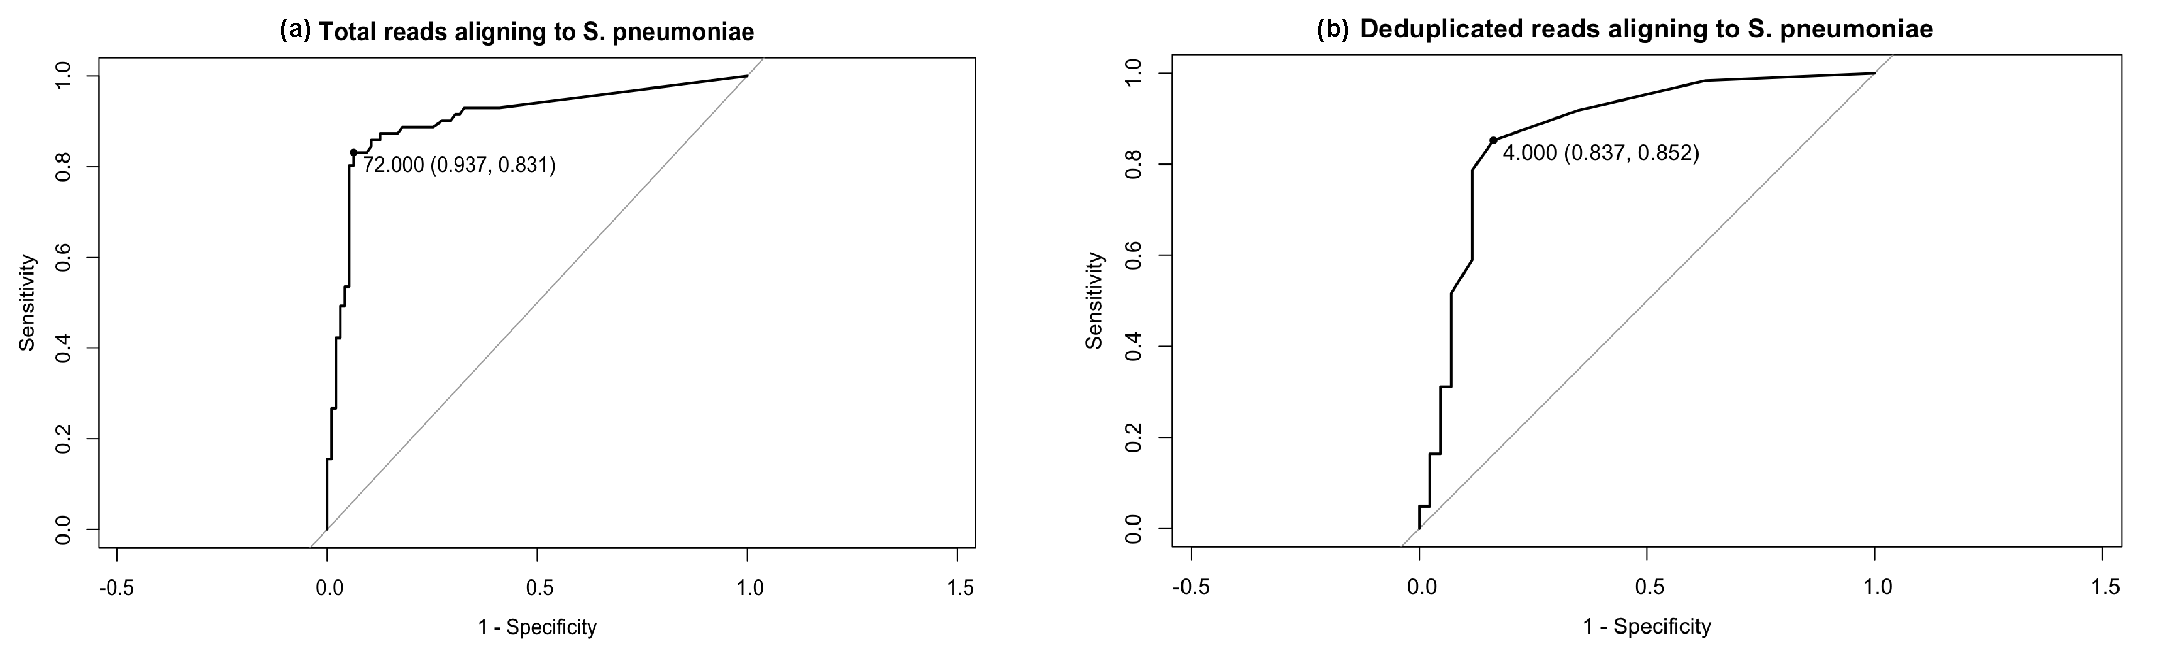 (a) Total reads aligning to S. pneumoniae
Sensitivity
1.0
0.8
0.6
0.4
0.2
0.0
72.000 (0.937, 0.831)
-0.5
0.0
0.5
1.0
1.5
1 - Specificity
(b) Deduplicated reads aligning to S. pneumoniae
Sensitivity
1.0
0.8
0.6
0.4
0.2
0.0
4.000 (0.837, 0.852)
-0.5
0.0
0.5
1.0
1.5
1 - Specificity